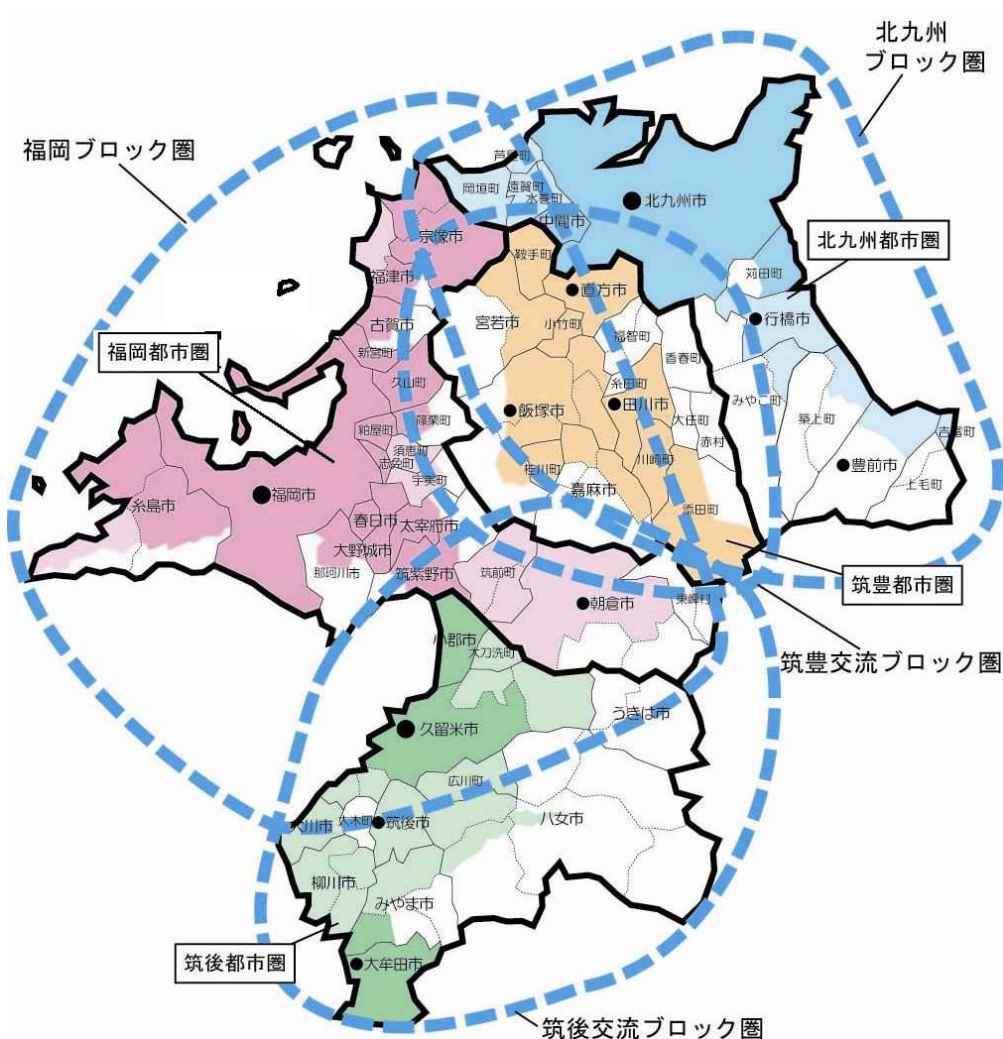 北九州
ブロック圏
福岡ブロック圏
芦屋町
岡垣町
遠賀町
水巻町
中間市
北九州市
宗像市
北九州都市圏
鞍手町
苅田町
福津市
直方市
行橋市
古賀市
宮若市
小竹町
福智町
香春町
新宮町
福岡都市圏
久山町
糸田町
みやこ町
飯塚市
田川市
大任町
築上町
吉富町
篠栗町
粕屋町
赤村
須恵町
志免町
川崎町
豊前市
宇美町
桂川町
嘉麻市
上毛町
福岡市
糸島市
添田町
春日市
太宰府市
大野城市
那珂川市
筑紫野市
筑前町
朝倉市
東峰村
筑豊都市圏
小郡市
大刀洗町
筑豊交流ブロック圏
うきは市
久留米市
広川町
大川市
大木町
筑後市
八女市
柳川市
みやま市
筑後都市圏
大牟田市
筑後交流ブロック圏